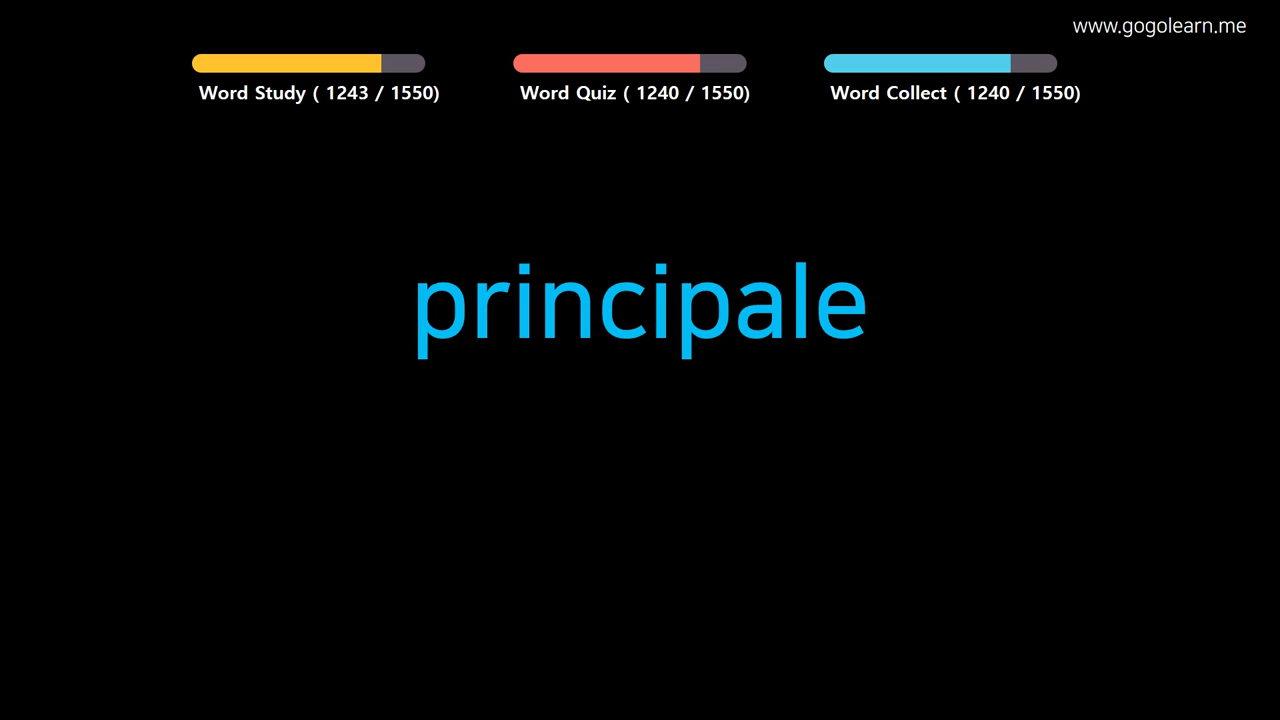 www.gogolearn.me
Word Study ( 1243 / 1550)
Word Quiz ( 1240 / 1550)
Word Collect ( 1240 / 1550)
principale